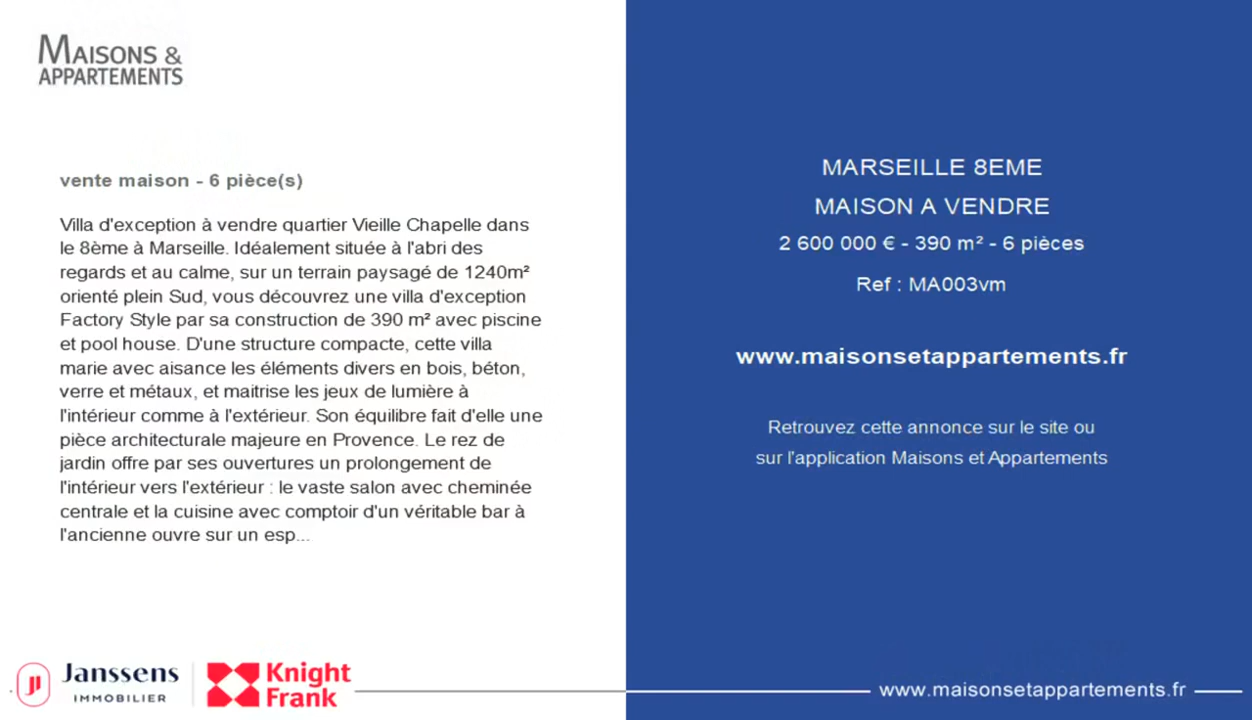 MAISONS &
APPARTEMENTS
vente maison - 6 pièce(s)
Villa d'exception à vendre quartier Vieille Chapelle dans
le 8ème à Marseille. Idéalement située à l'abri des
regards et au calme, sur un terrain paysagé de 1240m²
orienté plein Sud, vous découvrez une villa d'exception
Factory Style par sa construction de 390 m² avec piscine
et pool house. D'une structure compacte, cette villa
marie avec aisance les éléments divers en bois, béton,
verre et métaux, et maitrise les jeux de lumière à
l'intérieur comme à l'extérieur. Son équilibre fait d'elle une
pièce architecturale majeure en Provence. Le rez de
jardin offre par ses ouvertures un prolongement de
l'intérieur vers l'extérieur : le vaste salon avec cheminée
centrale et la cuisine avec comptoir d'un véritable bar à
l'ancienne ouvre sur un esp...
MARSEILLE 8EME
MAISON A VENDRE
2 600 000 € - 390 m² - 6 pièces
Ref : MA003vm
www.maisonsetappartements.fr
Retrouvez cette annonce sur le site ou
sur l'application Maisons et Appartements
JI
Janssens
IMMOBILIER
Knight
Frank
www.maisonsetappartements.fr